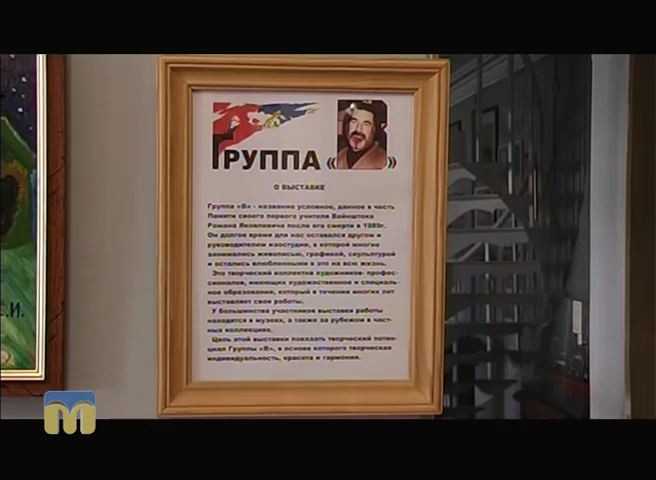 ГРУППА « »
О ВЫСТАВКЕ
Группа «В» - название условное, данное в честь
Памяти своего первого учителя Вайнштока
Романа Яковлевича после его смерти в 1989г.
Он долгое время для нас оставался другом и
руководителем изостудии, в которой многие
занимались живописью, графикой, скульптурой
и остались влюбленными в это на всю жизнь.
Это творческий коллектив художников- профес-
сионалов, имеющих художественное и специаль-
ное образование, который в течении многих лет
выставляет свои работы.
У Большинства участников выставки работы
находятся в музеях, а также за рубежом в част-
ных коллекциях.
Цель этой выставки показать творческий потен-
циал Группы «В», в основе которого творческая
индивидуальность, красота и гармония.
С.И.
М